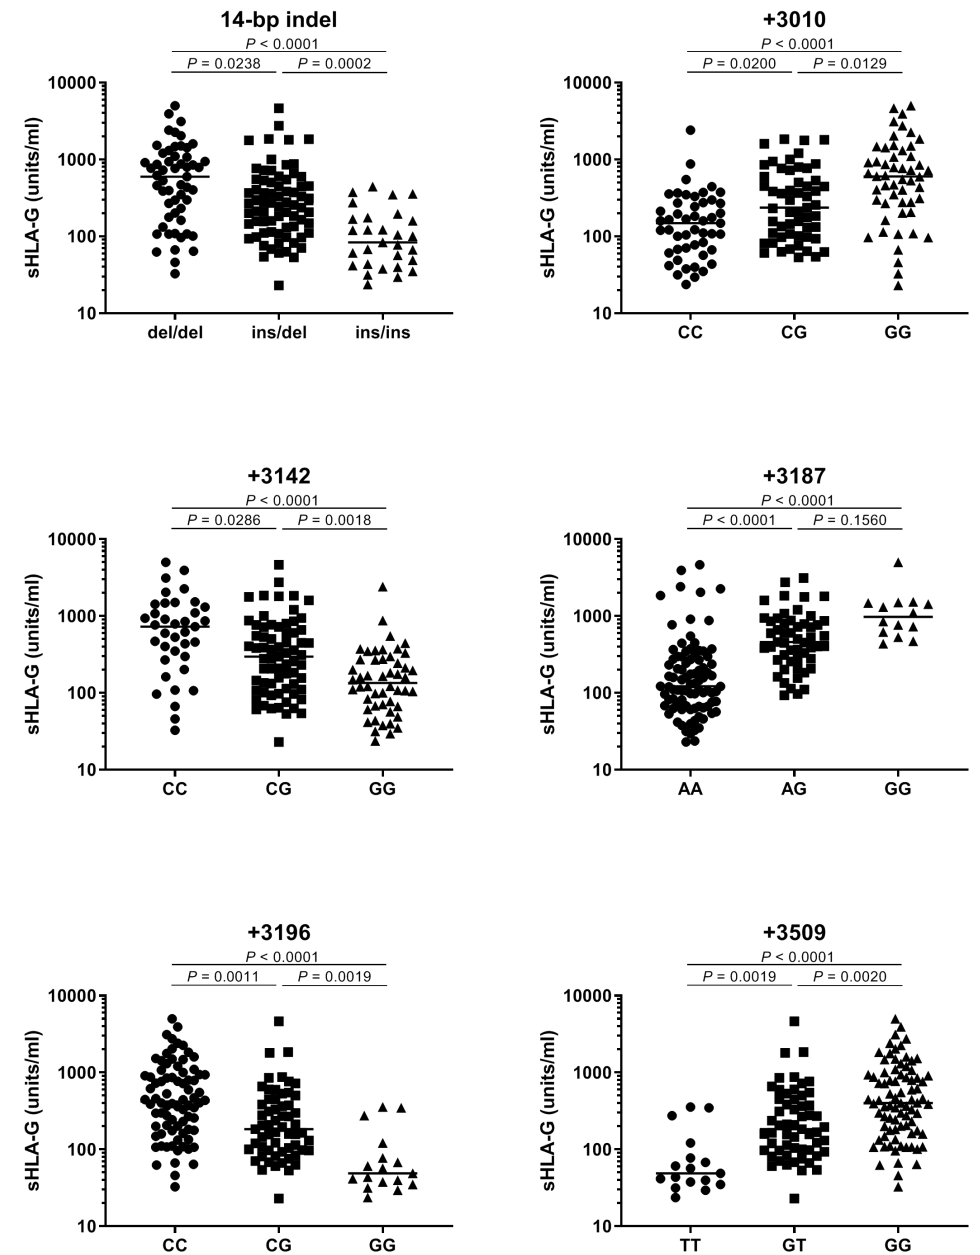 14-bp indel
P < 0.0001
P = 0.0238 P = 0.0002
sHLA-G (units/ml)
10000
1000
100
10
del/del ins/del ins/ins
+3010
P < 0.0001
P = 0.0200 P = 0.0129
sHLA-G (units/ml)
10000
1000
100
10
CC CG GG
+3142
P < 0.0001
P = 0.0286 P = 0.0018
sHLA-G (units/ml)
10000
1000
100
10
CC CG GG
+3187
P < 0.0001
P < 0.0001 P = 0.1560
sHLA-G (units/ml)
10000
1000
100
10
AA AG GG
+3196
P < 0.0001
P = 0.0011 P = 0.0019
sHLA-G (units/ml)
10000
1000
100
10
CC CG GG
+3509
P < 0.0001
P = 0.0019 P = 0.0020
sHLA-G (units/ml)
10000
1000
100
10
TT GT GG